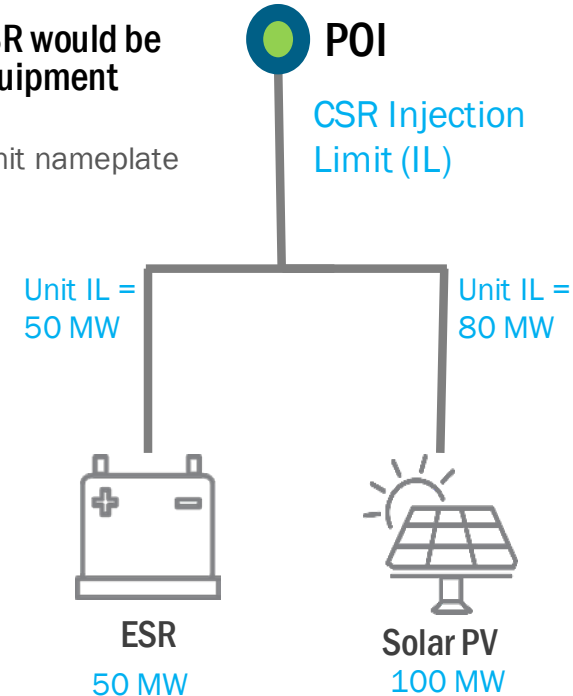 SR would be
POI
uipment
CSR Injection
Limit (IL)
nit nameplate
Unit IL =
50 MW
Unit IL =
80 MW
ESR
50 MW
Solar PV
100 MW